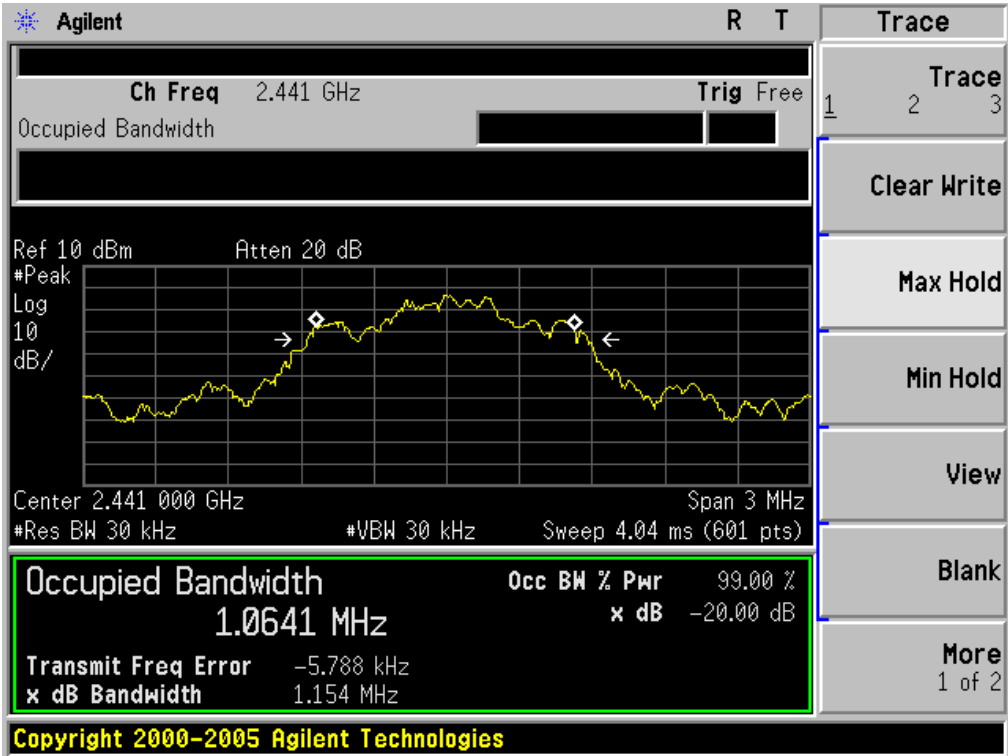 Agilent R T Trace
Ch Freq 2.441 GHz Trig Free
Occupied Bandwidth
Trace
1 2 3
Clear Write
Max Hold
Min Hold
View
Blank
More
1 of 2
Ref 10 dBm Atten 20 dB
#Peak
Log
10
dB/
Center 2.441 000 GHz Span 3 MHz
#Res BW 30 kHz #VBW 30 kHz Sweep 4.04 ms (601 pts)
Occupied Bandwidth Occ BW % Pwr 99.00 %
1.0641 MHz x dB -20.00 dB
Transmit Freq Error -5.788 kHz
x dB Bandwidth 1.154 MHz
Copyright 2000-2005 Agilent Technologies